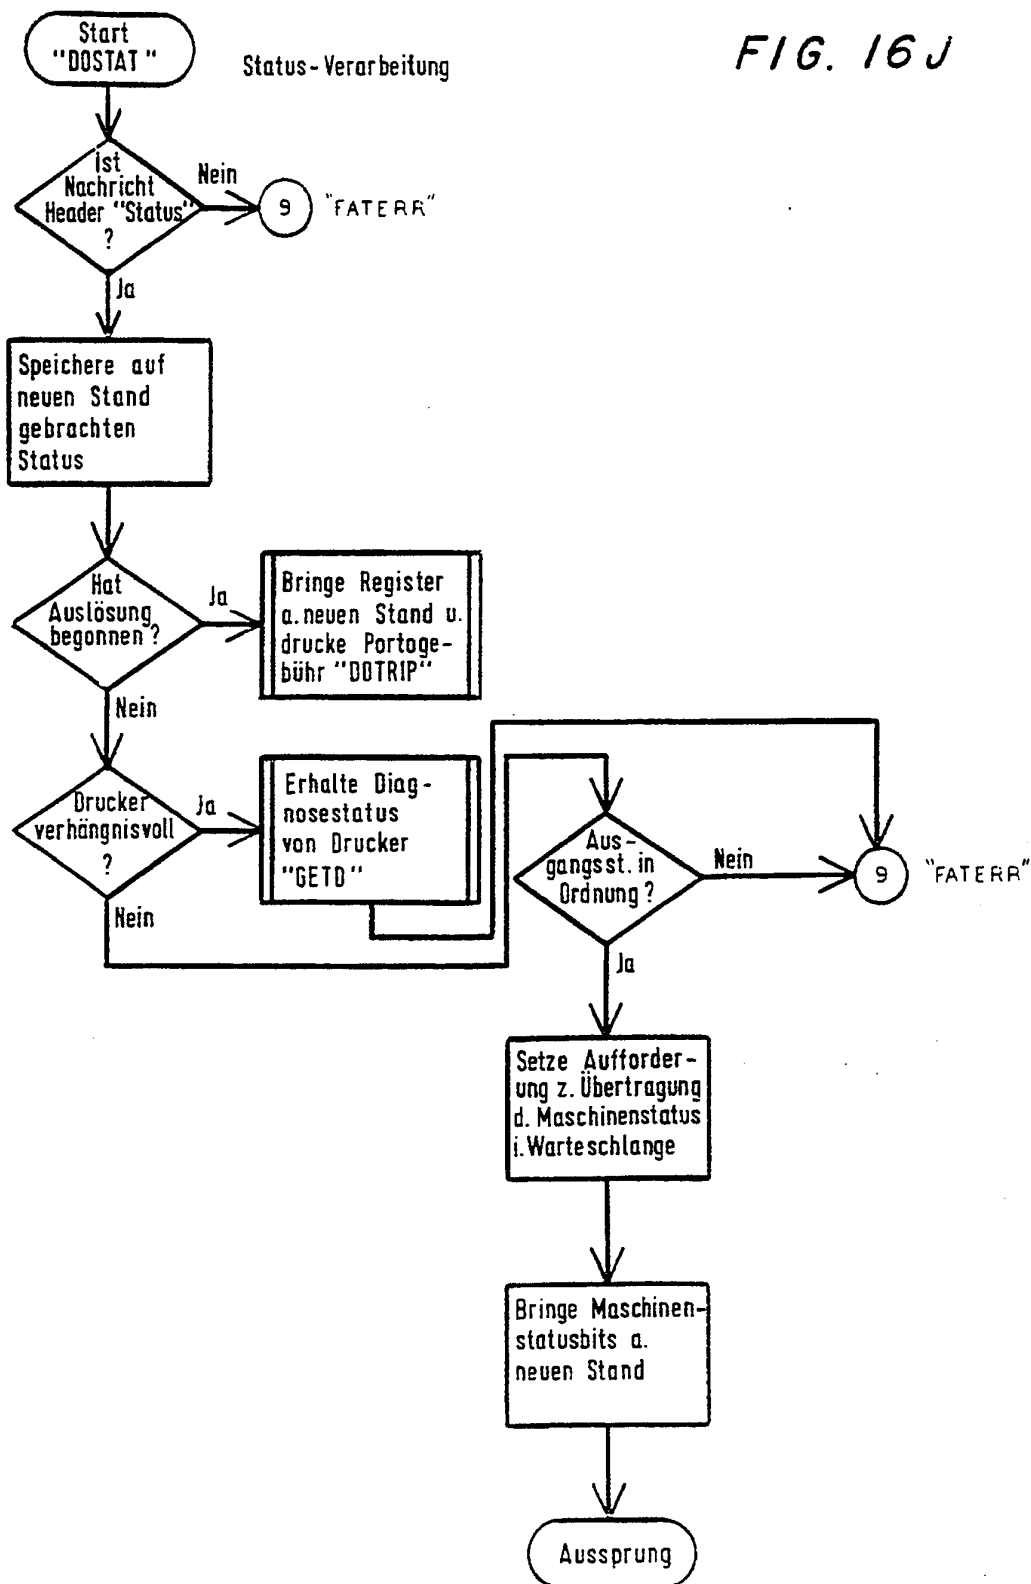 FIG. 16J
Start
"DOSTAT"
Status-Verarbeitung
ist
Nachricht
Header "Status"
?
Nein
9
"FATERR"
Ja
Speichere auf
neuen Stand
gebrachten
Status
Hat
Auslösung
begonnen?
Ja
Bringe Register
a.neuen Stand u.
drucke Portoge-
bühr "DOTRIP"
Nein
Drucker
verhängnisvoll
?
Ja
Erhalte Diag-
nosestatus
von Drucker
"GETD"
Nein
Aus-
gangsst. in
Ordnung?
Nein
9
"FATERR"
Ja
Setze Aufforder-
ung z. Übertragung
d. Maschinenstatus
i. Warteschlange
Bringe Maschinen-
statusbits a.
neuen Stand
Aussprung